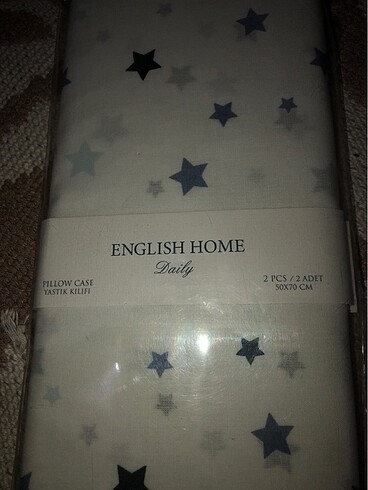 ENGLISH HOME
Daily
PILLOW CASE
YASTIK KILIFI
2 PCS / 2 ADET
50X70 CM